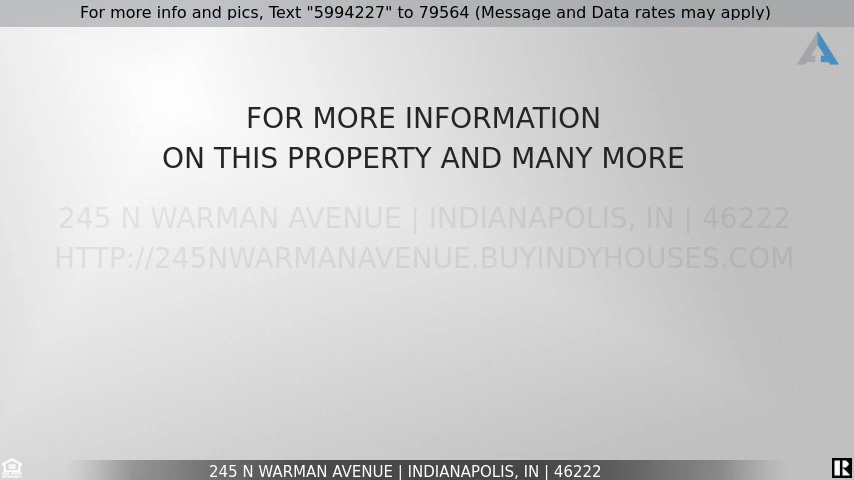 For more info and pics, Text "5994227" to 79564 (Message and Data rates may apply)
FOR MORE INFORMATION
ON THIS PROPERTY AND MANY MORE
245 N WARMAN AVENUE | INDIANAPOLIS, IN | 46222
HTTP://245NWARMANAVENUE.BUYINDYHOUSES.COM
245 N WARMAN AVENUE | INDIANAPOLIS, IN | 46222